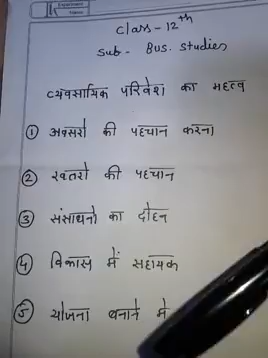 Class - 12th
Sub - Bus. Studies
व्यवसायिक परिवेश का महत्व
① अवसरो की पहचान करना
② खतरो की पहचान
③ संसाधनो का दोहन
④ विकास में सहायक
⑤ योजना बनाने मे